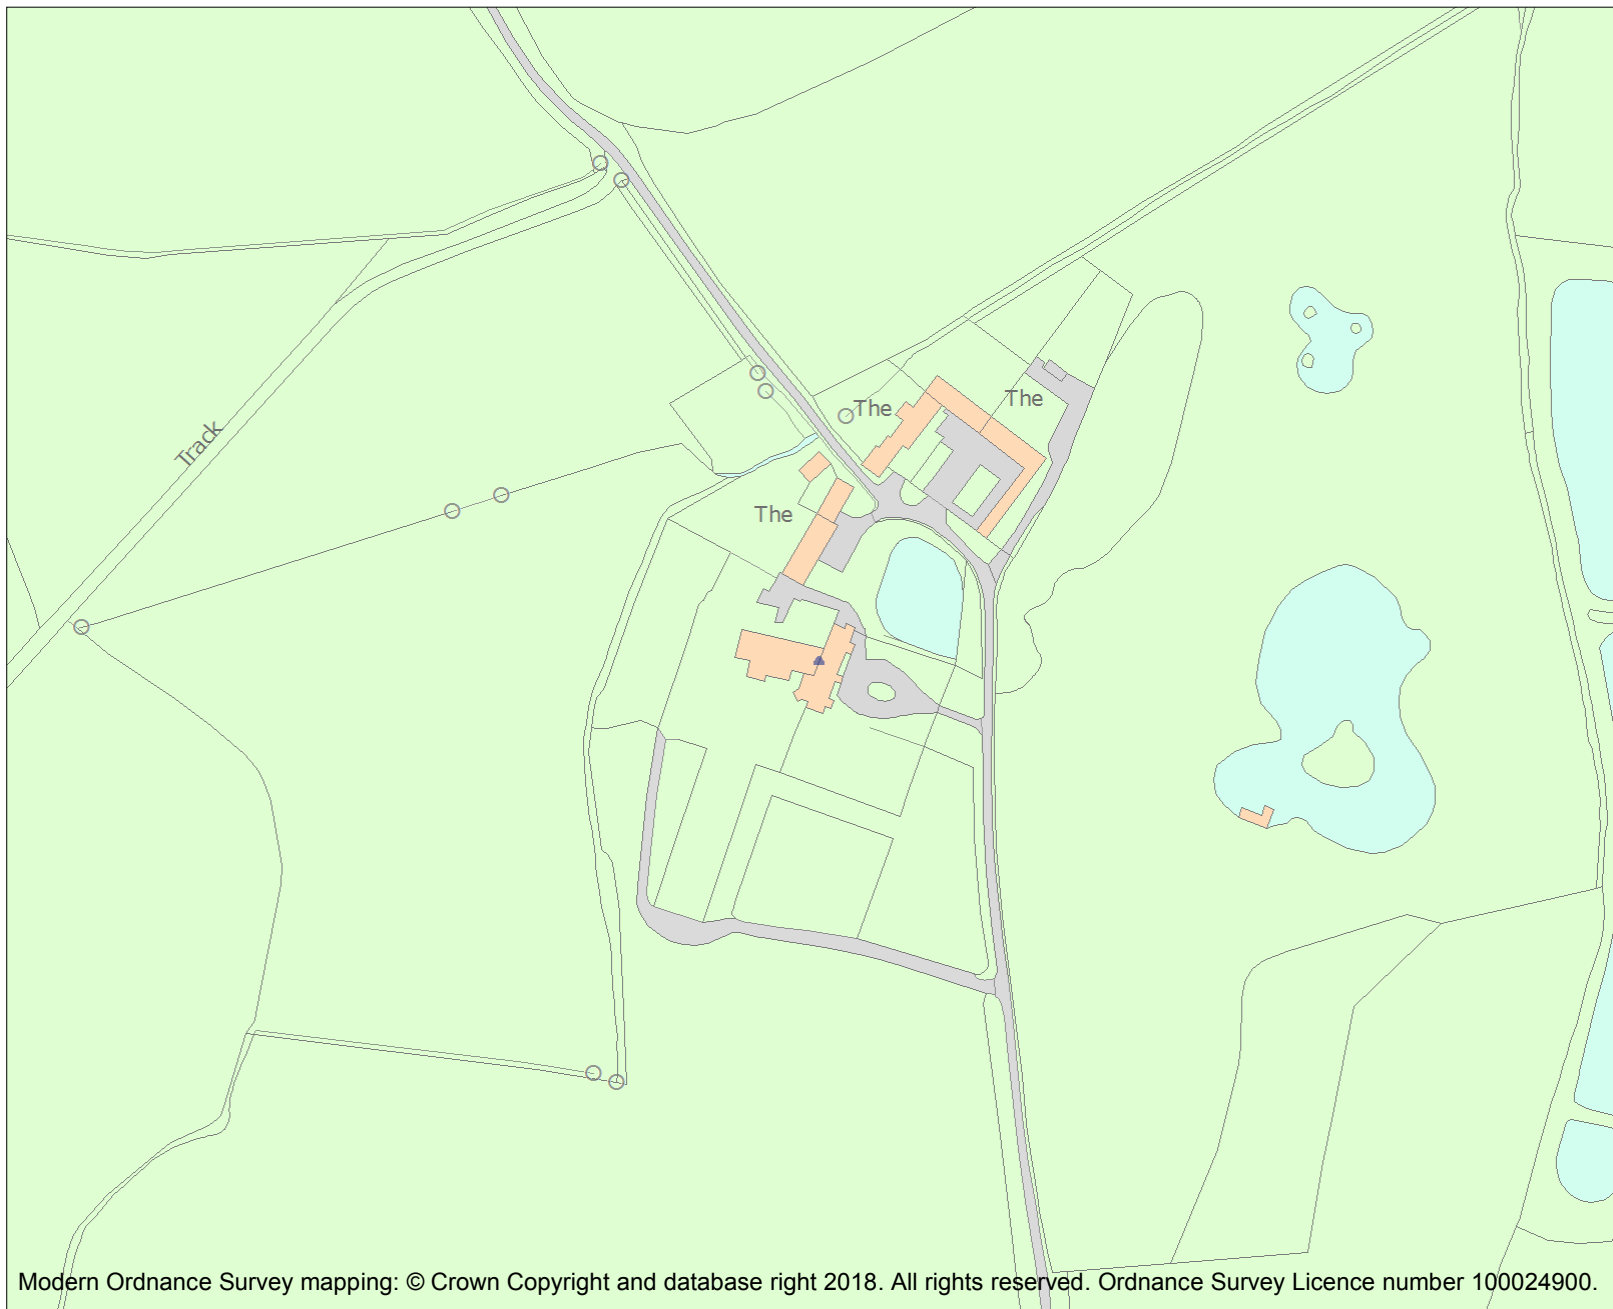 The
The
Track
The
Modern Ordnance Survey mapping: © Crown Copyright and database right 2018. All rights reserved. Ordnance Survey Licence number 100024900.